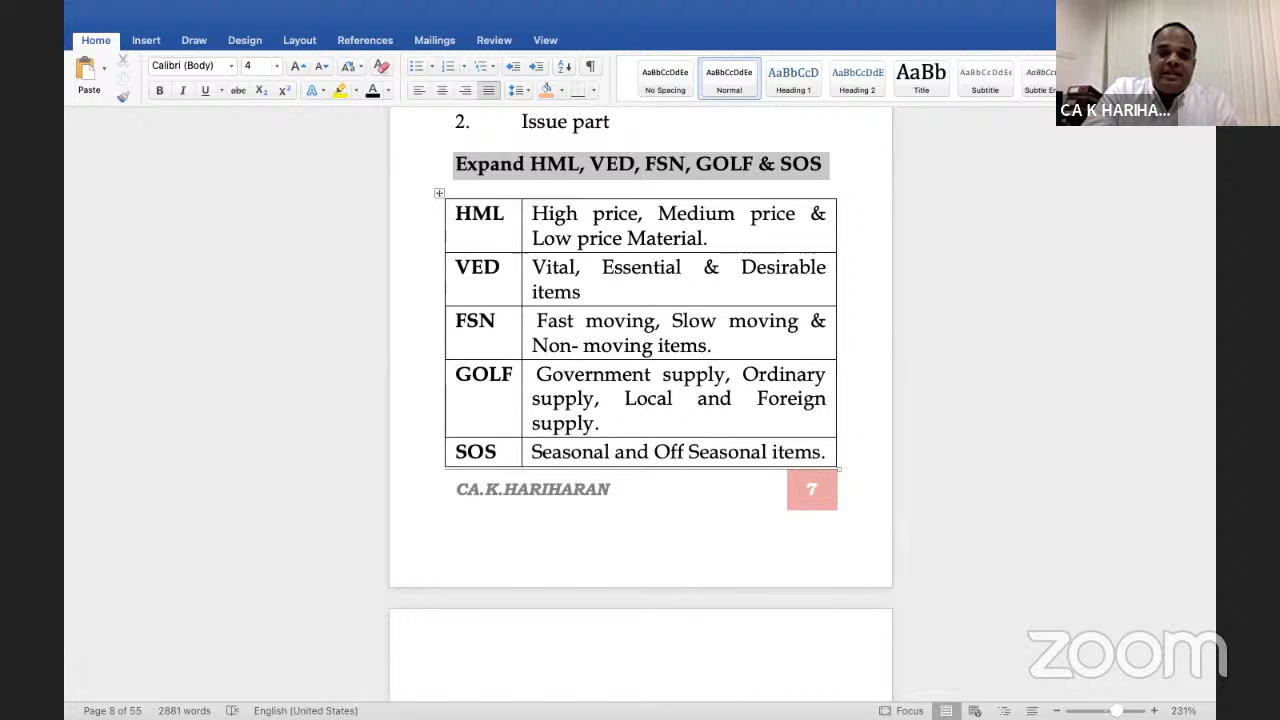 Home Insert Draw Design Layout References Mailings Review View
Paste
Calibri (Body) 4
AaBbCcDdEe AaBbCcDdEe AaBbCcD AaBbCcDdE AaBb AaBbCcDdEe AaBbCcDdEe
No Spacing Normal Heading 1 Heading 2 Title Subtitle Subtle Em
CA K HARIHA...
2. Issue part
Expand HML, VED, FSN, GOLF & SOS
HML High price, Medium price &
Low price Material.
VED Vital, Essential & Desirable
items
FSN Fast moving, Slow moving &
Non- moving items.
GOLF Government supply, Ordinary
supply, Local and Foreign
supply.
SOS Seasonal and Off Seasonal items.
CA.K.HARIHARAN 7
zoom
Page 8 of 55 2881 words English (United States) Focus 231%